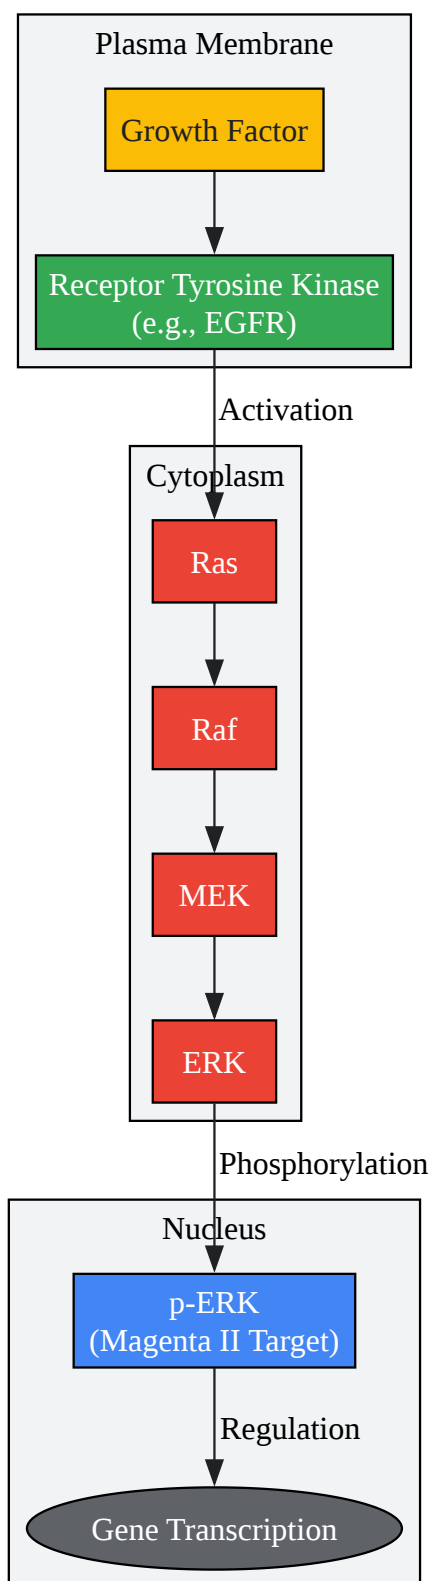 Plasma Membrane
Growth Factor
Receptor Tyrosine Kinase
(e.g., EGFR)
Activation
Cytoplasm
Ras
Raf
MEK
ERK
Phosphorylation
Nucleus
p-ERK
(Magenta II Target)
Regulation
Gene Transcription